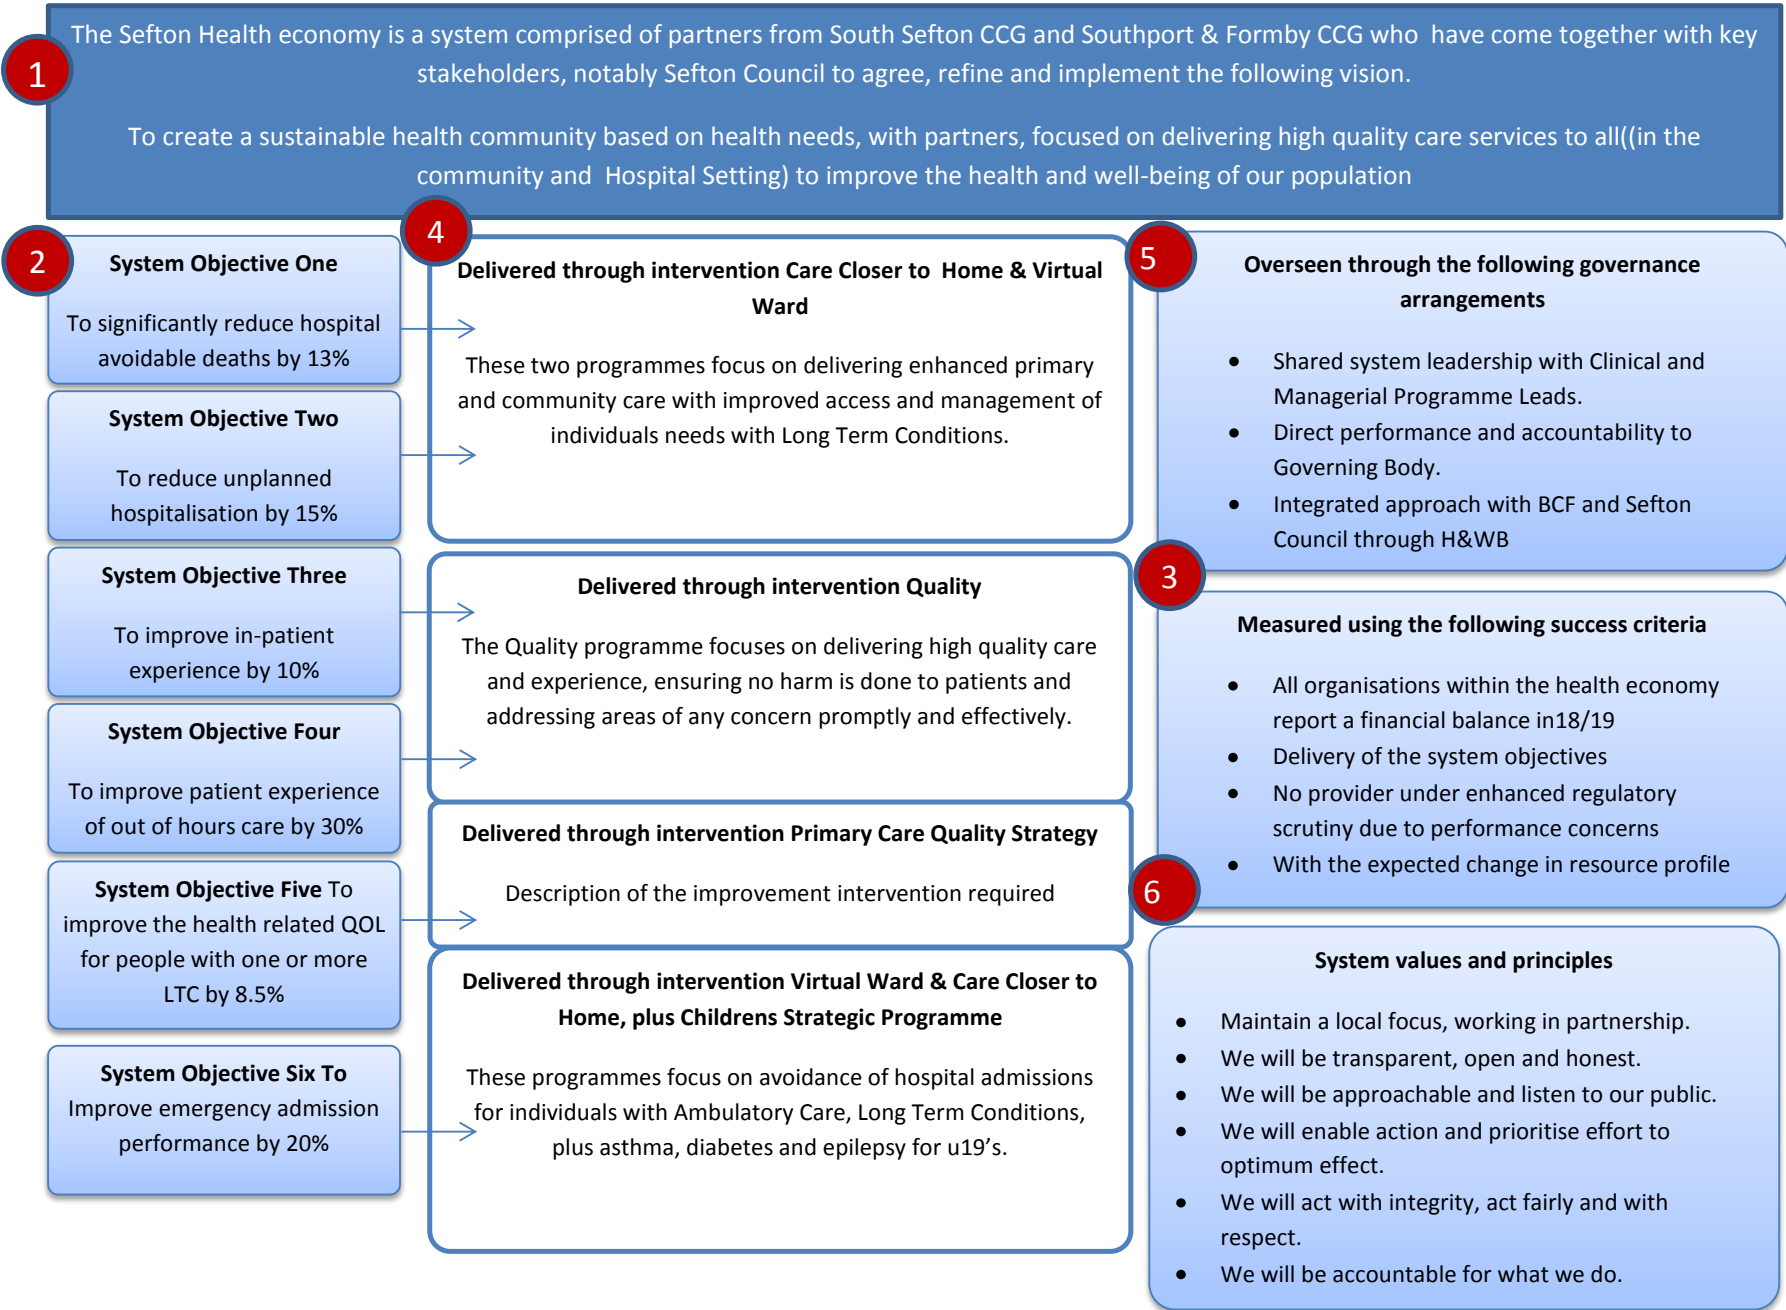 1
The Sefton Health economy is a system comprised of partners from South Sefton CCG and Southport & Formby CCG who have come together with key
stakeholders, notably Sefton Council to agree, refine and implement the following vision.
To create a sustainable health community based on health needs, with partners, focused on delivering high quality care services to all((in the
community and Hospital Setting) to improve the health and well-being of our population
2
System Objective One
To significantly reduce hospital
avoidable deaths by 13%
System Objective Two
To reduce unplanned
hospitalisation by 15%
System Objective Three
To improve in-patient
experience by 10%
System Objective Four
To improve patient experience
of out of hours care by 30%
System Objective Five To
improve the health related QOL
for people with one or more
LTC by 8.5%
System Objective Six To
Improve emergency admission
performance by 20%
4
Delivered through intervention Care Closer to Home & Virtual
Ward
These two programmes focus on delivering enhanced primary
and community care with improved access and management of
individuals needs with Long Term Conditions.
Delivered through intervention Quality
The Quality programme focuses on delivering high quality care
and experience, ensuring no harm is done to patients and
addressing areas of any concern promptly and effectively.
Delivered through intervention Primary Care Quality Strategy
Description of the improvement intervention required
Delivered through intervention Virtual Ward & Care Closer to
Home, plus Childrens Strategic Programme
These programmes focus on avoidance of hospital admissions
for individuals with Ambulatory Care, Long Term Conditions,
plus asthma, diabetes and epilepsy for u19’s.
5
Overseen through the following governance
arrangements
• Shared system leadership with Clinical and
Managerial Programme Leads.
• Direct performance and accountability to
Governing Body.
• Integrated approach with BCF and Sefton
Council through H&WB
3
Measured using the following success criteria
• All organisations within the health economy
report a financial balance in18/19
• Delivery of the system objectives
• No provider under enhanced regulatory
scrutiny due to performance concerns
• With the expected change in resource profile
6
System values and principles
• Maintain a local focus, working in partnership.
• We will be transparent, open and honest.
• We will be approachable and listen to our public.
• We will enable action and prioritise effort to
optimum effect.
• We will act with integrity, act fairly and with
respect.
• We will be accountable for what we do.